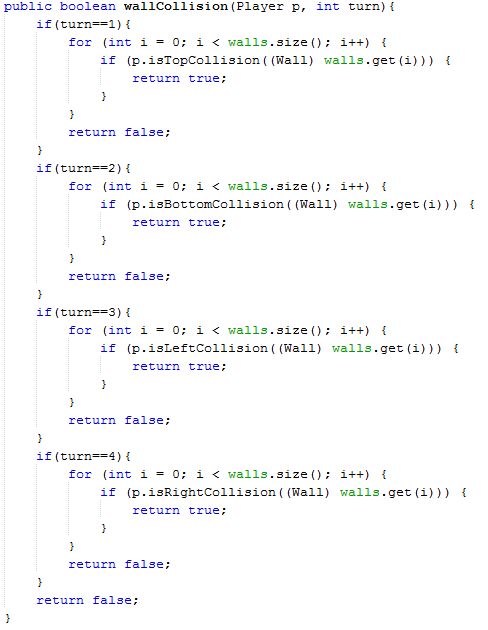 public boolean wallCollision(Player p, int turn){
    if(turn==1){
        for (int i = 0; i < walls.size(); i++) {
            if (p.isTopCollision((Wall) walls.get(i))) {
                return true;
            }
        }
        return false;
    }
    if(turn==2){
        for (int i = 0; i < walls.size(); i++) {
            if (p.isBottomCollision((Wall) walls.get(i))) {
                return true;
            }
        }
        return false;
    }
    if(turn==3){
        for (int i = 0; i < walls.size(); i++) {
            if (p.isLeftCollision((Wall) walls.get(i))) {
                return true;
            }
        }
        return false;
    }
    if(turn==4){
        for (int i = 0; i < walls.size(); i++) {
            if (p.isRightCollision((Wall) walls.get(i))) {
                return true;
            }
        }
        return false;
    }
    return false;
}